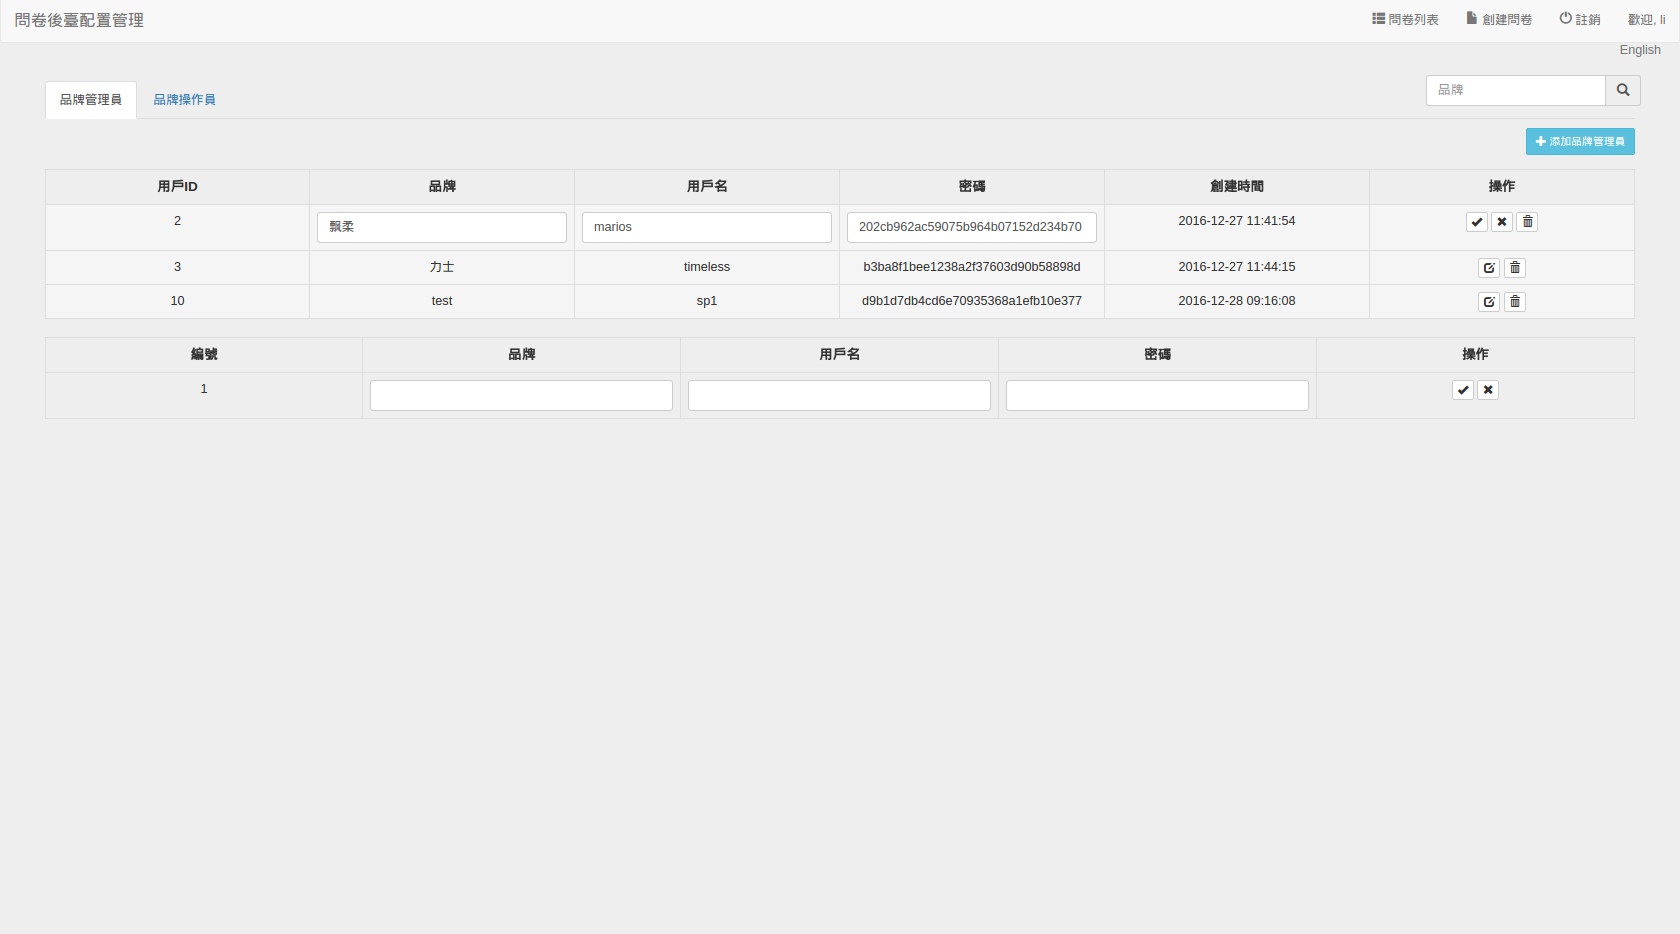 問卷後臺配置管理 問卷列表 創建問卷 註銷 歡迎, li
English
品牌管理員 品牌操作員 品牌
添加品牌管理員
用戶ID 品牌 用戶名 密碼 創建時間 操作
2 飘柔 marios 202cb962ac59075b964b07152d234b70 2016-12-27 11:41:54
3 力士 timeless b3ba8f1bee1238a2f37603d90b58898d 2016-12-27 11:44:15
10 test sp1 d9b1d7db4cd6e70935368a1efb10e377 2016-12-28 09:16:08
編號 品牌 用戶名 密碼 操作
1